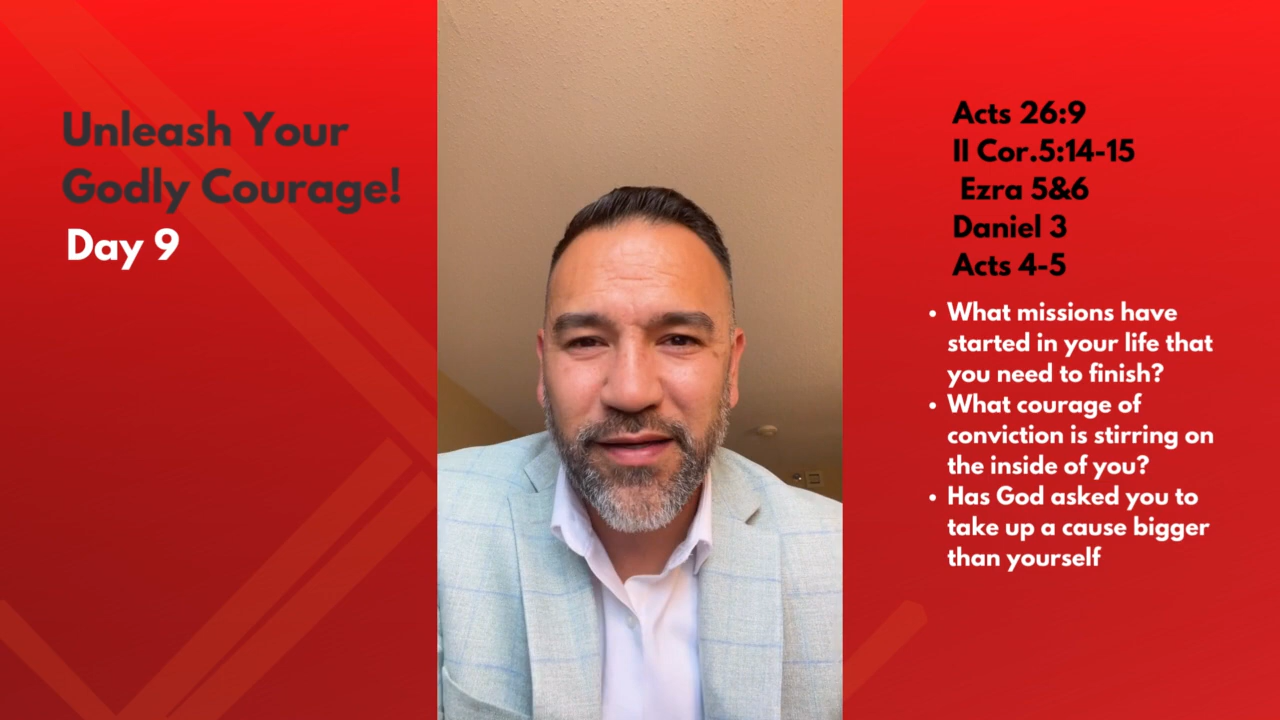 Unleash Your
Godly Courage!
Day 9
Acts 26:9
II Cor.5:14-15
Ezra 5&6
Daniel 3
Acts 4-5
• What missions have
started in your life that
you need to finish?
• What courage of
conviction is stirring on
the inside of you?
• Has God asked you to
take up a cause bigger
than yourself